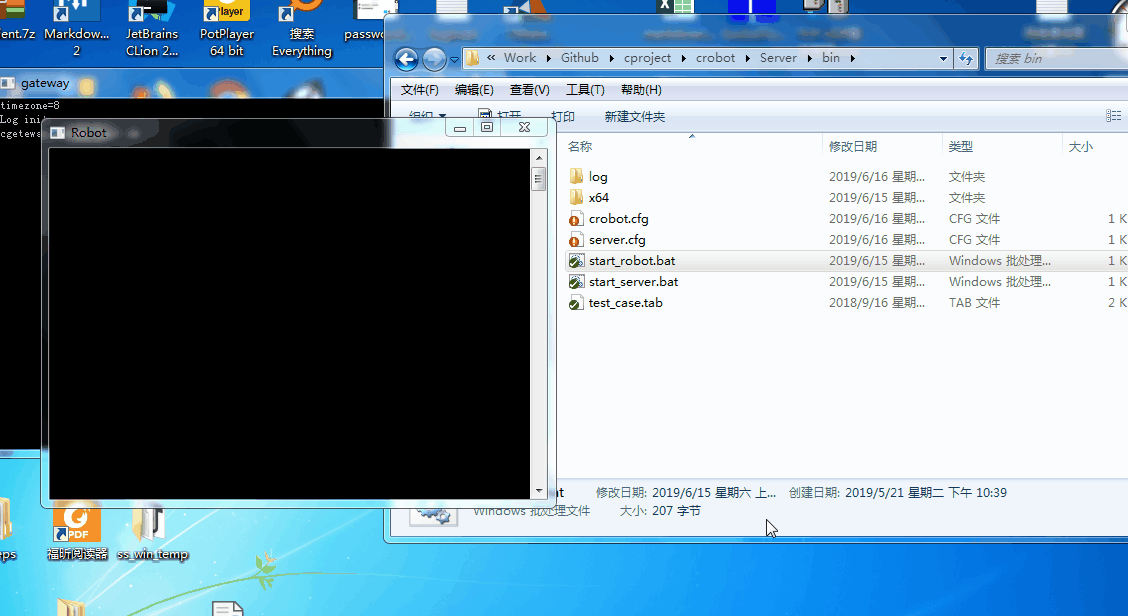 ent.7z
Markdow...
2
JetBrains
CLion 2...
Player
PotPlayer
64 bit
搜索
Everything
passwo
gateway
timezone=8
Log ini
cgetews
Robot
« Work Github cproject crobot Server bin
搜索 bin
文件(F) 编辑(E) 查看(V) 工具(T) 帮助(H)
组织 打开 打印 新建文件夹
名称 修改日期 类型 大小
log 2019/6/16 星期... 文件夹
x64 2019/6/15 星期... 文件夹
crobot.cfg 2019/6/16 星期... CFG 文件 1 K
server.cfg 2019/6/16 星期... CFG 文件 1 K
start_robot.bat 2019/6/15 星期... Windows 批处理... 1 K
start_server.bat 2019/6/15 星期... Windows 批处理... 1 K
test_case.tab 2018/9/16 星期... TAB 文件 2 K
at 修改日期: 2019/6/15 星期六 上... 创建日期: 2019/5/21 星期二 下午 10:39
Windows 批处理文件 大小: 207 字节
eps
PDF
福昕阅读器
ss_win_temp